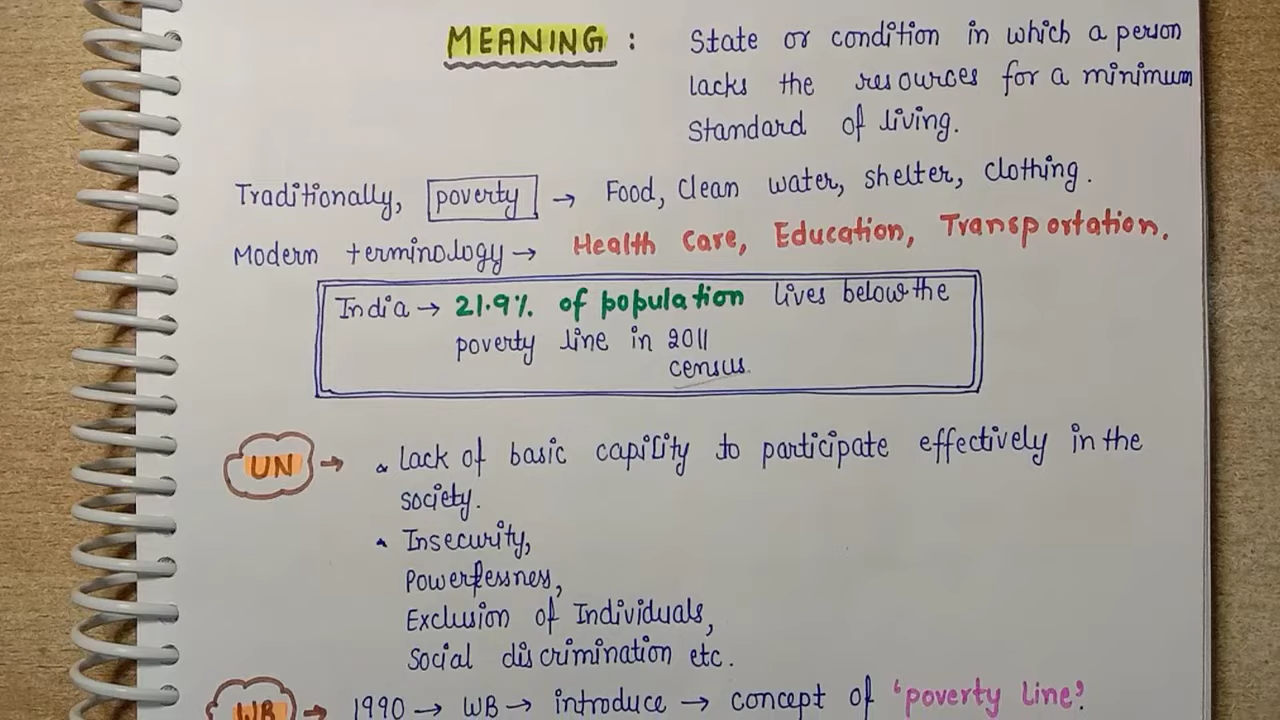 MEANING : State or condition in which a person
lacks the resources for a minimum
Standard of living.
Traditionally, poverty → Food, Clean water, shelter, clothing.
Modern terminology → Health Care, Education, Transportation.
India → 21.9% of population lives below the
poverty line in 2011
census.
UN → Lack of basic capility to participate effectively in the
society.
Insecurity,
Powerlessness,
Exclusion of Individuals,
Social discrimination etc.
WB → 1990 → WB → introduce → concept of 'poverty line'.